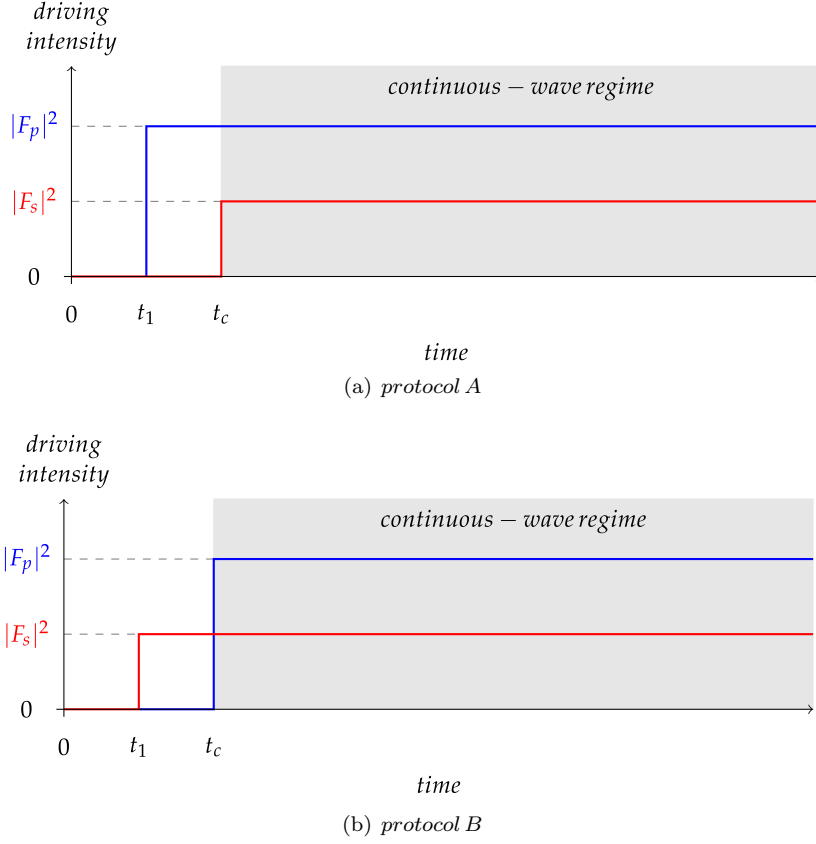 driving
intensity
continuous − wave regime
|F_p|^2
|F_s|^2
0
0 t_1 t_c
time
(a) protocol A
driving
intensity
continuous − wave regime
|F_p|^2
|F_s|^2
0
0 t_1 t_c
time
(b) protocol B